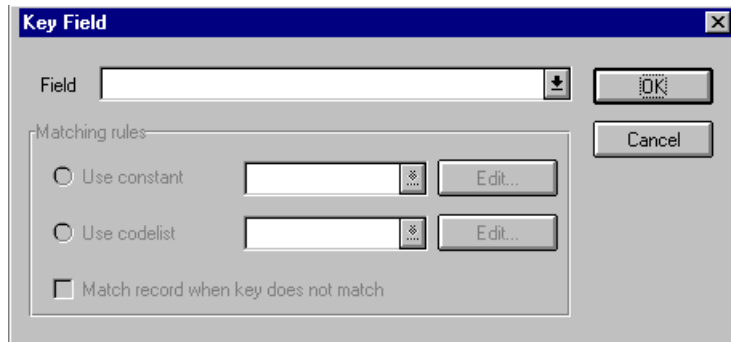 Key Field
Field
OK
Matching rules
Cancel
Use constant
Edit...
Use codelist
Edit...
Match record when key does not match